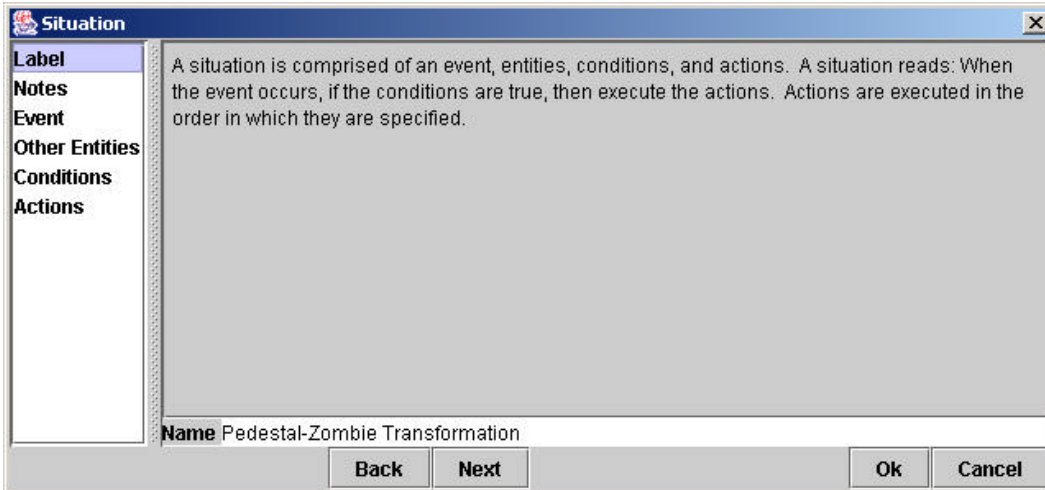 Situation
Label
Notes
Event
Other Entities
Conditions
Actions
A situation is comprised of an event, entities, conditions, and actions. A situation reads: When
the event occurs, if the conditions are true, then execute the actions. Actions are executed in the
order in which they are specified.
Name Pedestal-Zombie Transformation
Back Next Ok Cancel